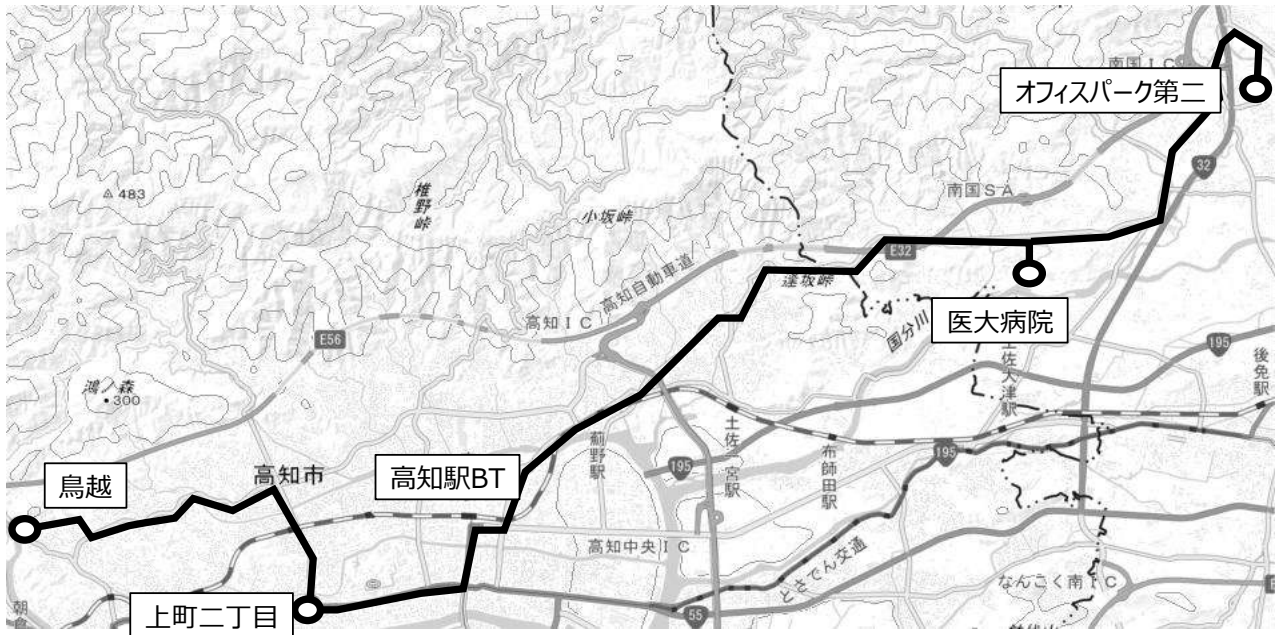 南国IC
オフィスパーク第二
32
483
椎野峠
小坂峠
南国SA
E32
逢坂峠
高知自動車道
高知IC
E56
医大病院
国分川
土佐大津駅
195
後免駅
鴻ノ森
300
薊野駅
土佐一宮駅
布師田駅
195
195
高知市
高知駅BT
鳥越
高知中央IC
とさでん交通
なんこく南IC
上町二丁目
55